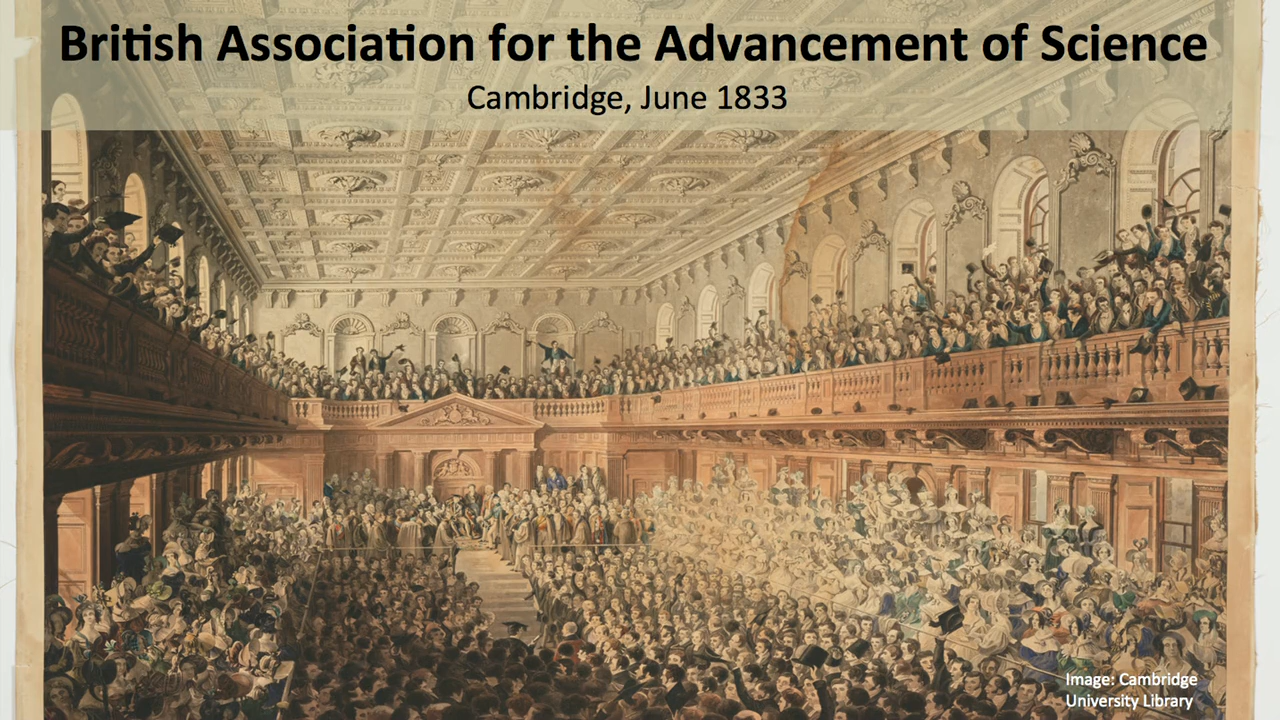 British Association for the Advancement of Science
Cambridge, June 1833
Image: Cambridge
University Library